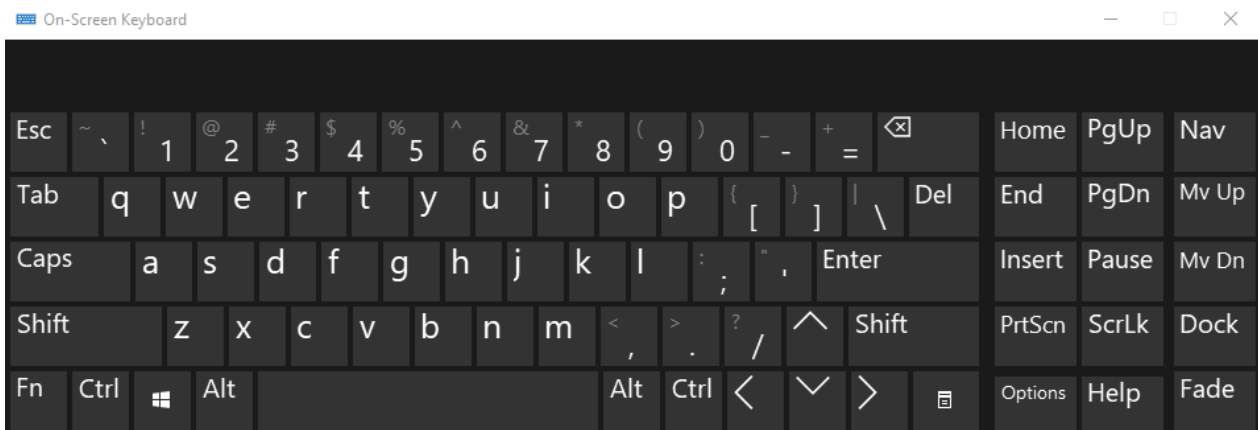 On-Screen Keyboard
Esc ~ ` ! 1 @ 2 # 3 $ 4 % 5 ^ 6 & 7 * 8 ( 9 ) 0 _ - + = Home PgUp Nav
Tab q w e r t y u i o p { [ } ] | \ Del End PgDn Mv Up
Caps a s d f g h j k l : ; " ' Enter Insert Pause Mv Dn
Shift z x c v b n m < , > . ? / Shift PrtScn ScrLk Dock
Fn Ctrl Alt Alt Ctrl Options Help Fade